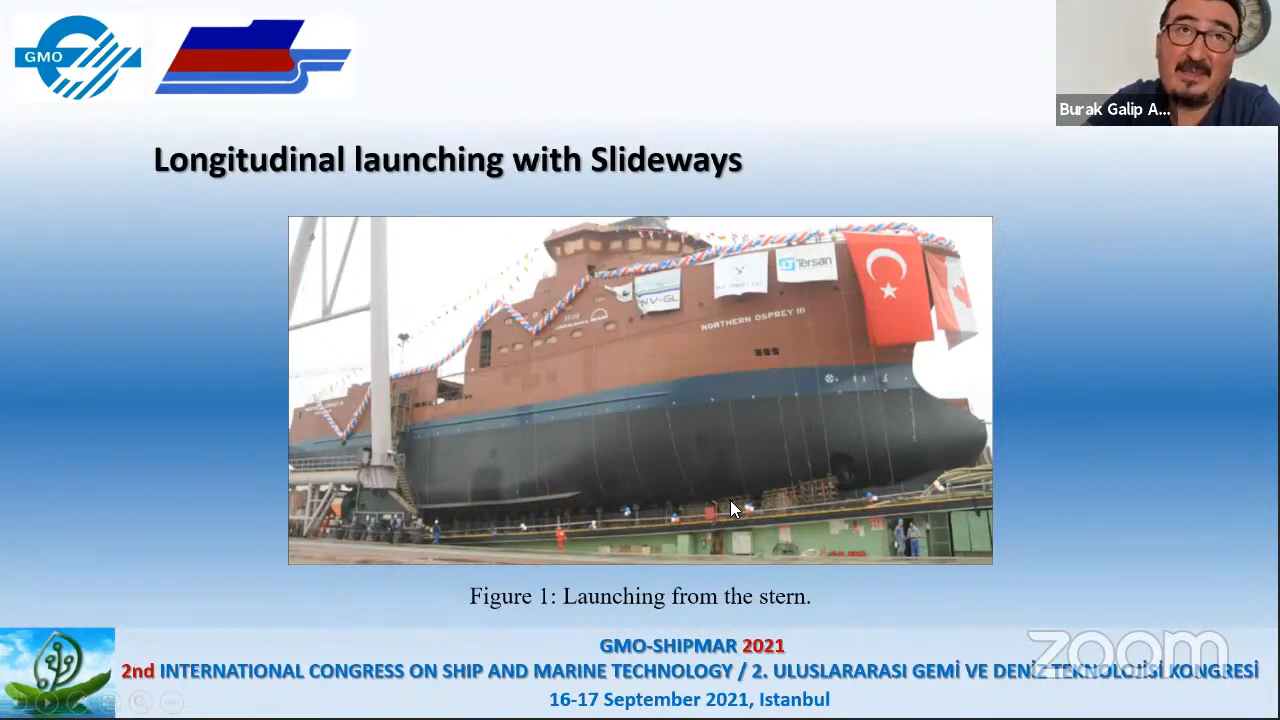 GMO
Burak Galip A...
Longitudinal launching with Slideways
NV-GL
Tersan
NORTHERN OSPREY III
Figure 1: Launching from the stern.
GMO-SHIPMAR 2021
2nd INTERNATIONAL CONGRESS ON SHIP AND MARINE TECHNOLOGY / 2. ULUSLARARASI GEMİ VE DENİZ TEKNOLOJİSİ KONGRESİ
16-17 September 2021, Istanbul
zoom